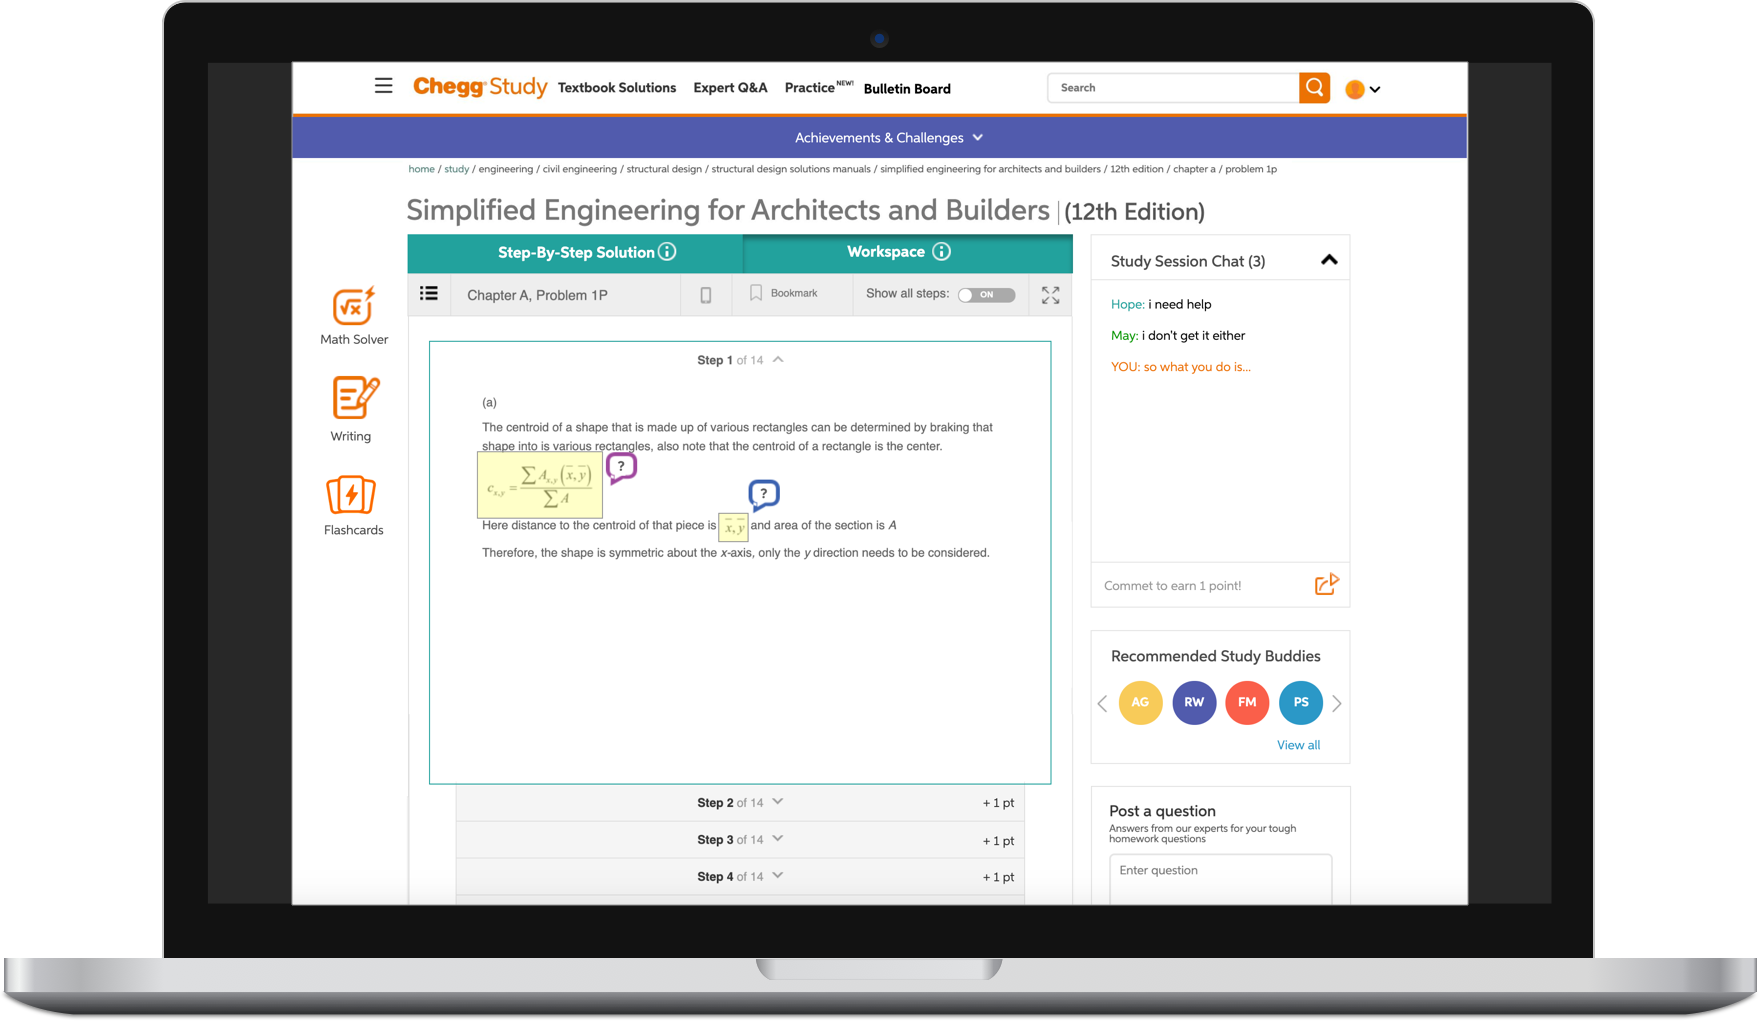 Chegg Study Textbook Solutions Expert Q&A Practice NEW! Bulletin Board Search
Achievements & Challenges
home / study / engineering / civil engineering / structural design / structural design solutions manuals / simplified engineering for architects and builders / 12th edition / chapter a / problem 1p
Simplified Engineering for Architects and Builders | (12th Edition)
Step-By-Step Solution
Workspace
Chapter A, Problem 1P
Bookmark
Show all steps: ON
Math Solver
Writing
Flashcards
Step 1 of 14
(a)
The centroid of a shape that is made up of various rectangles can be determined by braking that
shape into is various rectangles, also note that the centroid of a rectangle is the center.
c_{x,y} = ∑ A_{x,y} (x̅, y̅) / ∑ A
?
?
Here distance to the centroid of that piece is x̅, y̅ and area of the section is A
Therefore, the shape is symmetric about the x-axis, only the y direction needs to be considered.
Step 2 of 14 + 1 pt
Step 3 of 14 + 1 pt
Step 4 of 14 + 1 pt
Study Session Chat (3)
Hope: i need help
May: i don't get it either
YOU: so what you do is...
Commet to earn 1 point!
Recommended Study Buddies
AG RW FM PS
View all
Post a question
Answers from our experts for your tough
homework questions
Enter question